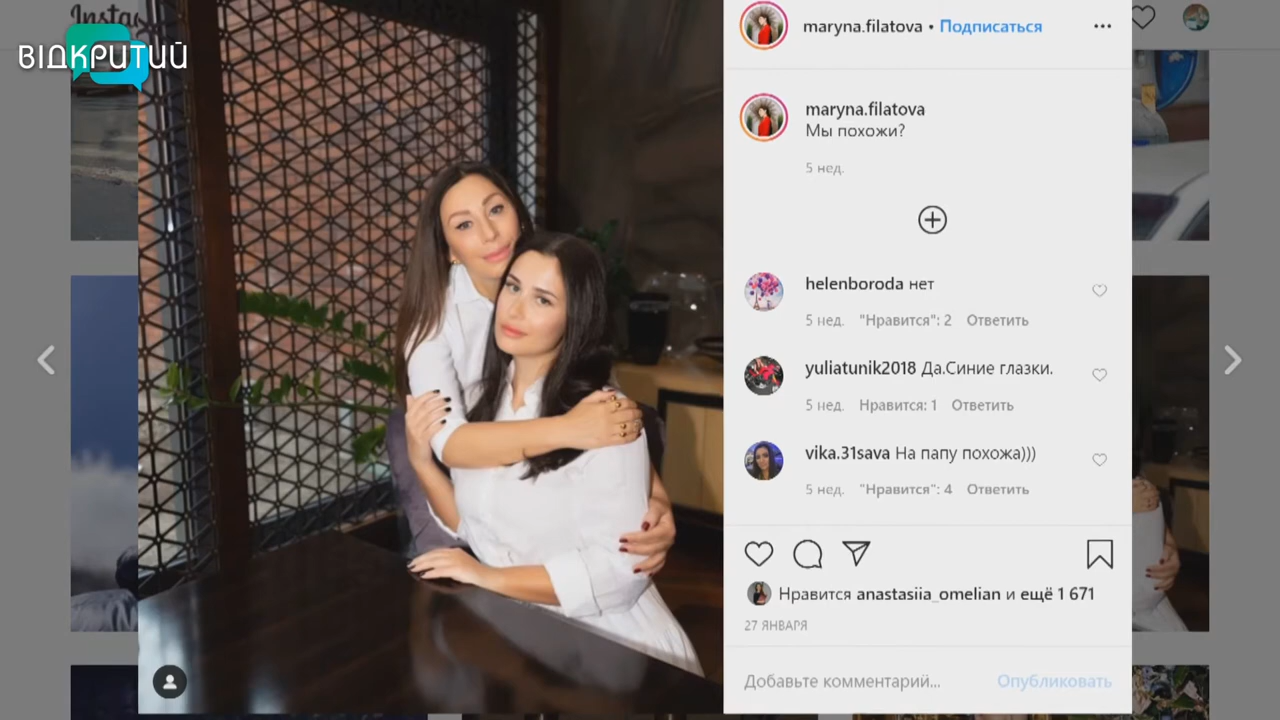 Instag
ВІДКРИТИЙ
maryna.filatova • Подписаться
maryna.filatova
Мы похожи?
5 нед.
helenboroda нет
5 нед. "Нравится": 2 Ответить
yuliatunik2018 Да.Синие глазки.
5 нед. Нравится: 1 Ответить
vika.31sava На папу похожа)))
5 нед. "Нравится": 4 Ответить
Нравится anastasiia_omelian и ещё 1 671
27 ЯНВАРЯ
Добавьте комментарий... Опубликовать